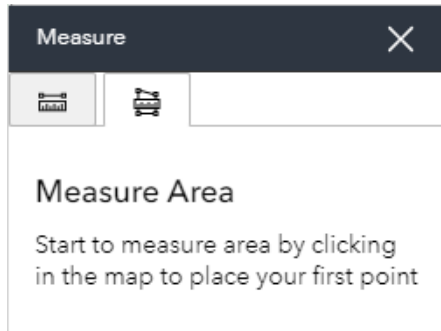 Measure
Measure Area
Start to measure area by clicking
in the map to place your first point